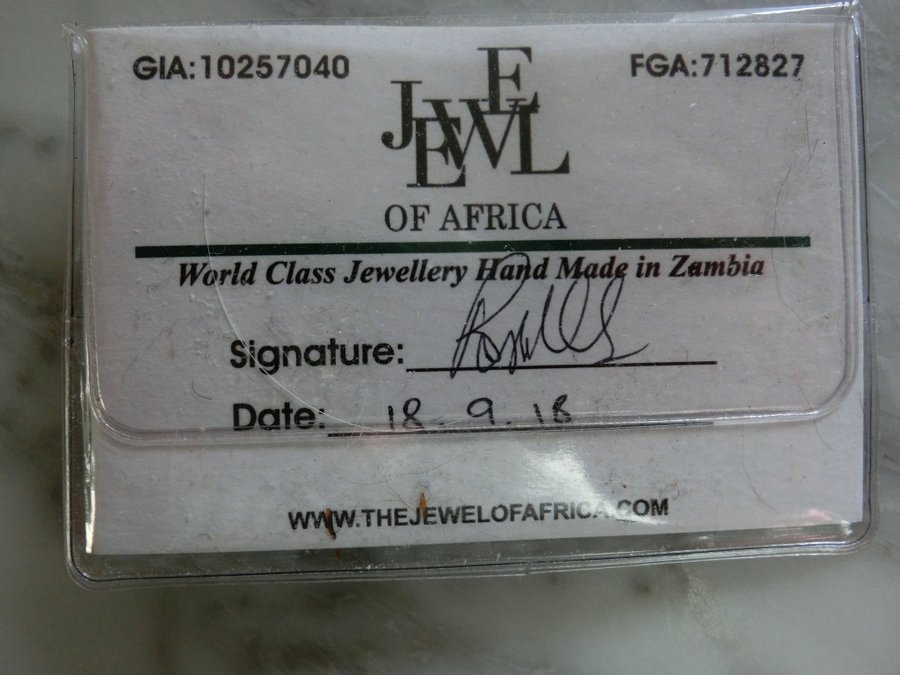 GIA:10257040
FGA:712827
JEWEL
OF AFRICA
World Class Jewellery Hand Made in Zambia
Signature:
Date: 18.9.18
WWW.THEJEWELOFAFRICA.COM